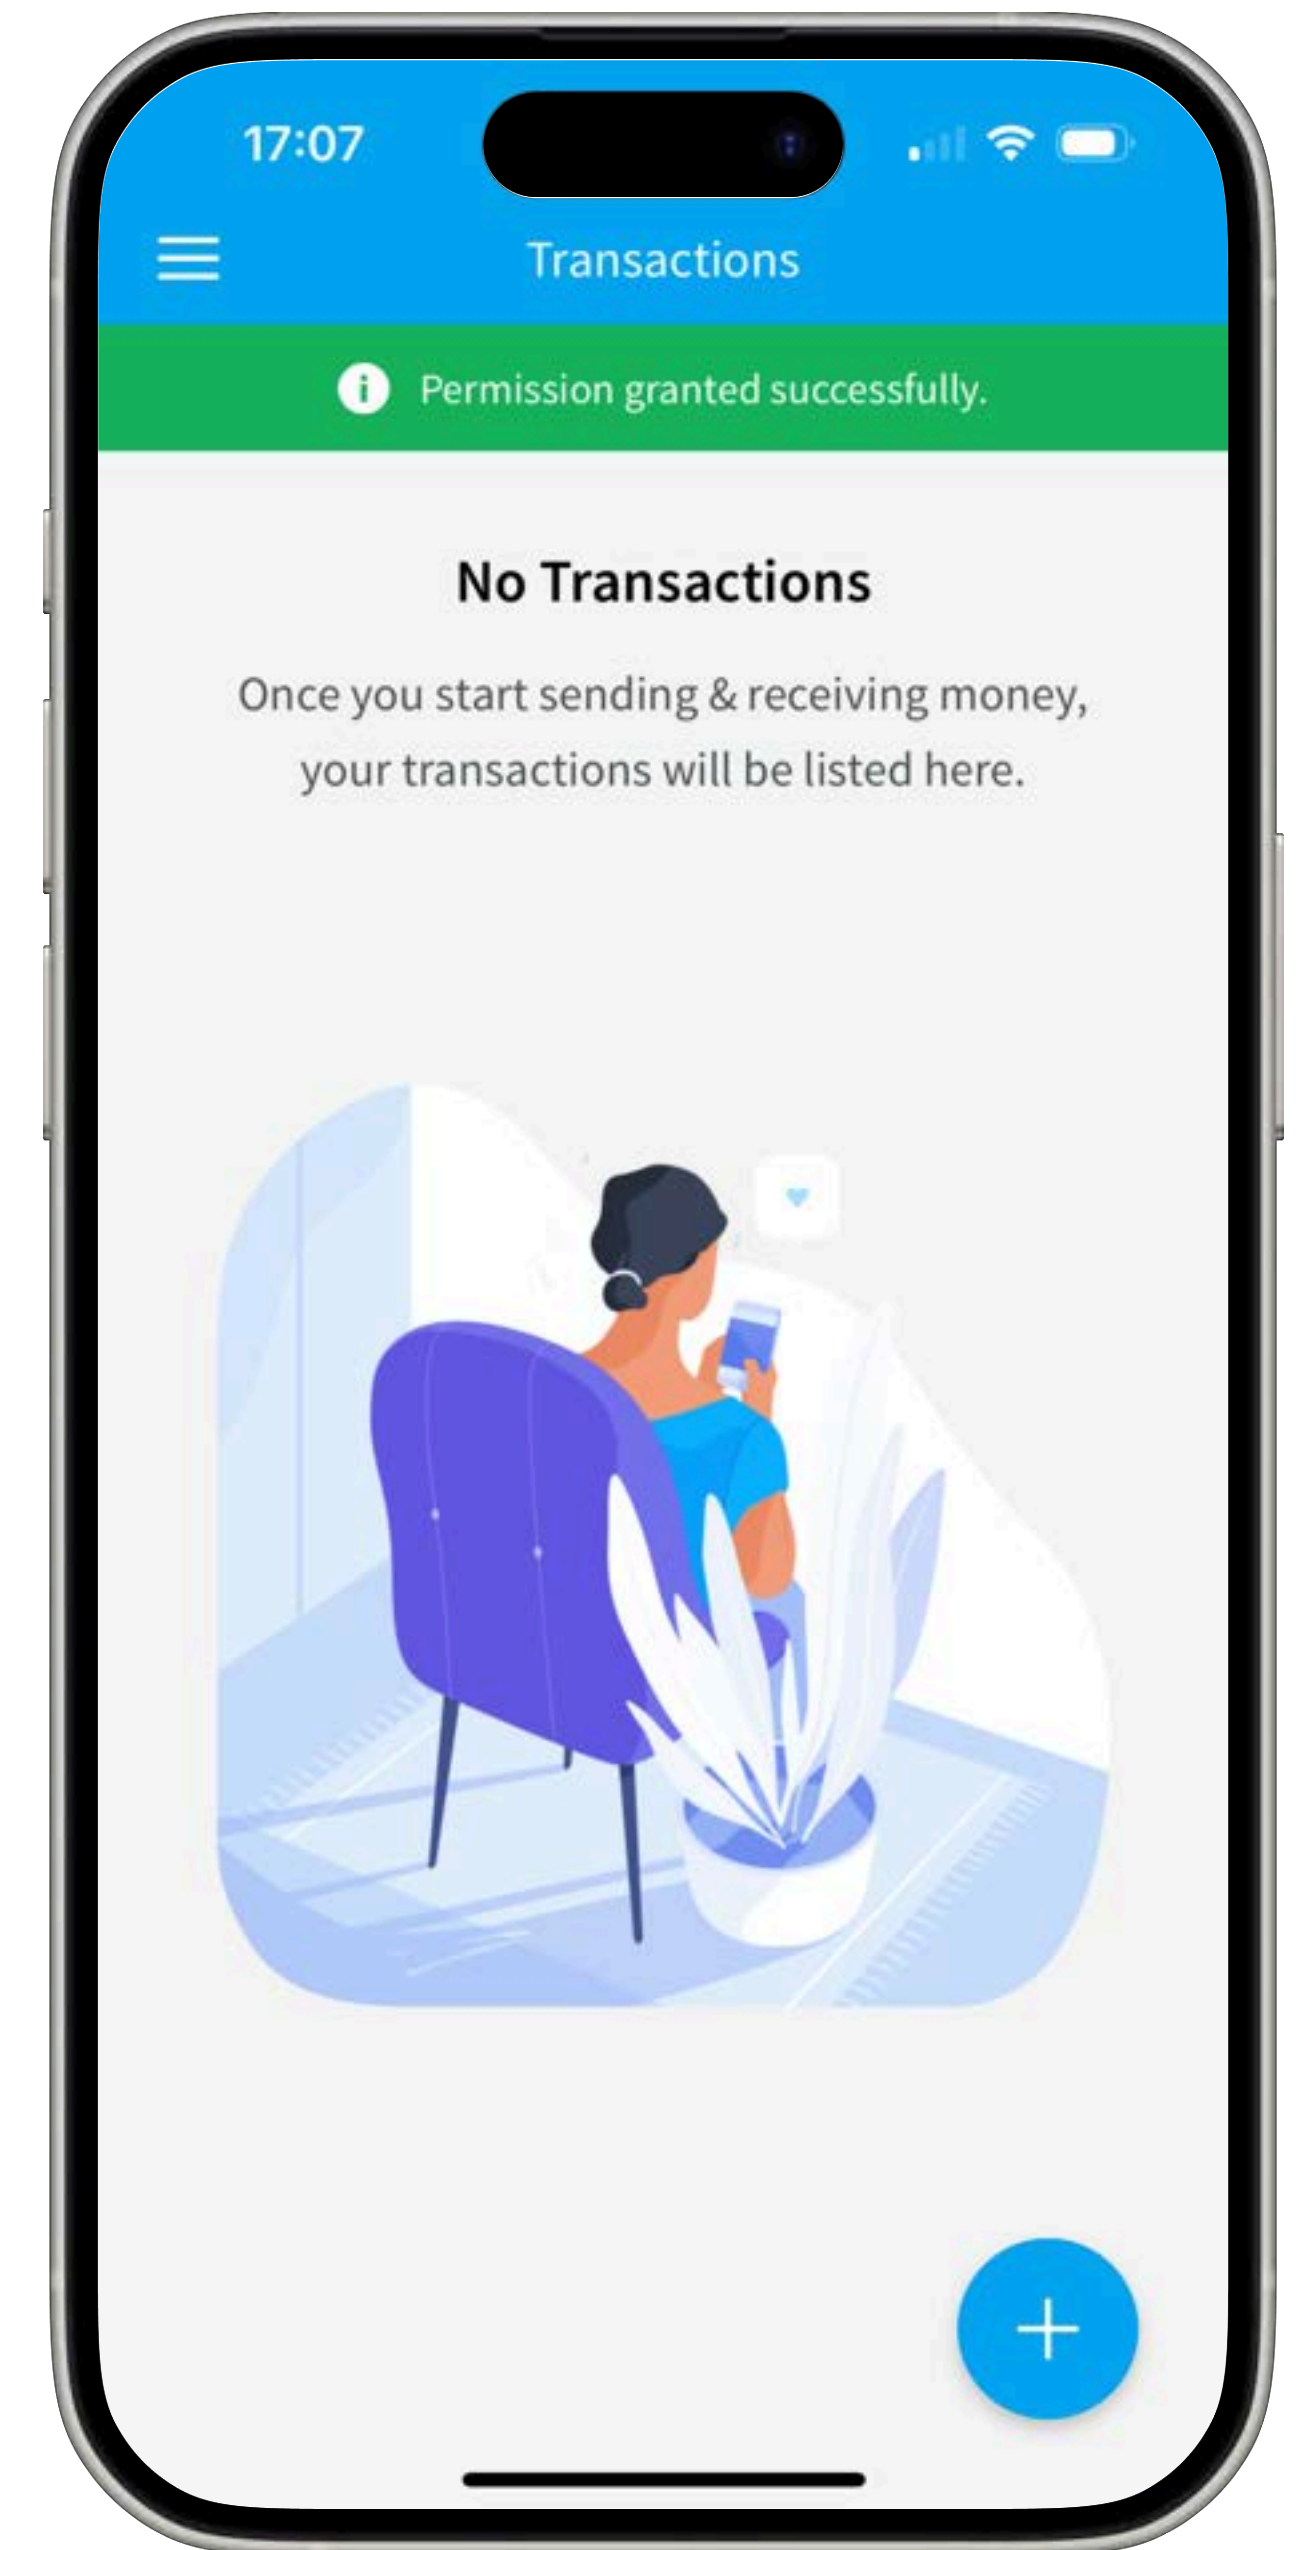 17:07
Transactions
Permission granted successfully.
No Transactions
Once you start sending & receiving money,
your transactions will be listed here.